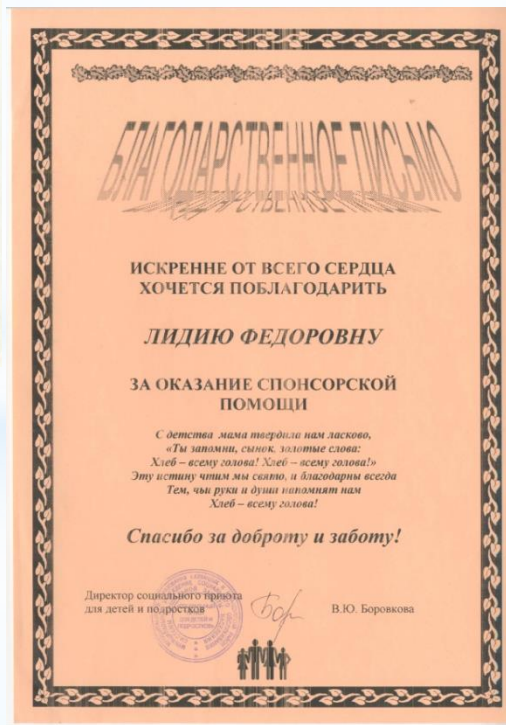 БЛАГОДАРСТВЕННОЕ ПИСЬМО
ИСКРЕННЕ ОТ ВСЕГО СЕРДЦА
ХОЧЕТСЯ ПОБЛАГОДАРИТЬ
ЛИДИЮ ФЕДОРОВНУ
ЗА ОКАЗАНИЕ СПОНСОРСКОЙ
ПОМОЩИ
С детства мама твердила нам ласково,
«Ты запомни, сынок, золотые слова:
Хлеб – всему голова! Хлеб – всему голова!»
Эту истину чтим мы свято, и благодарны всегда
Тем, чьи руки и душа напомнят нам
Хлеб – всему голова!
Спасибо за доброту и заботу!
Директор социального приюта
для детей и подростков
В.Ю. Боровкова